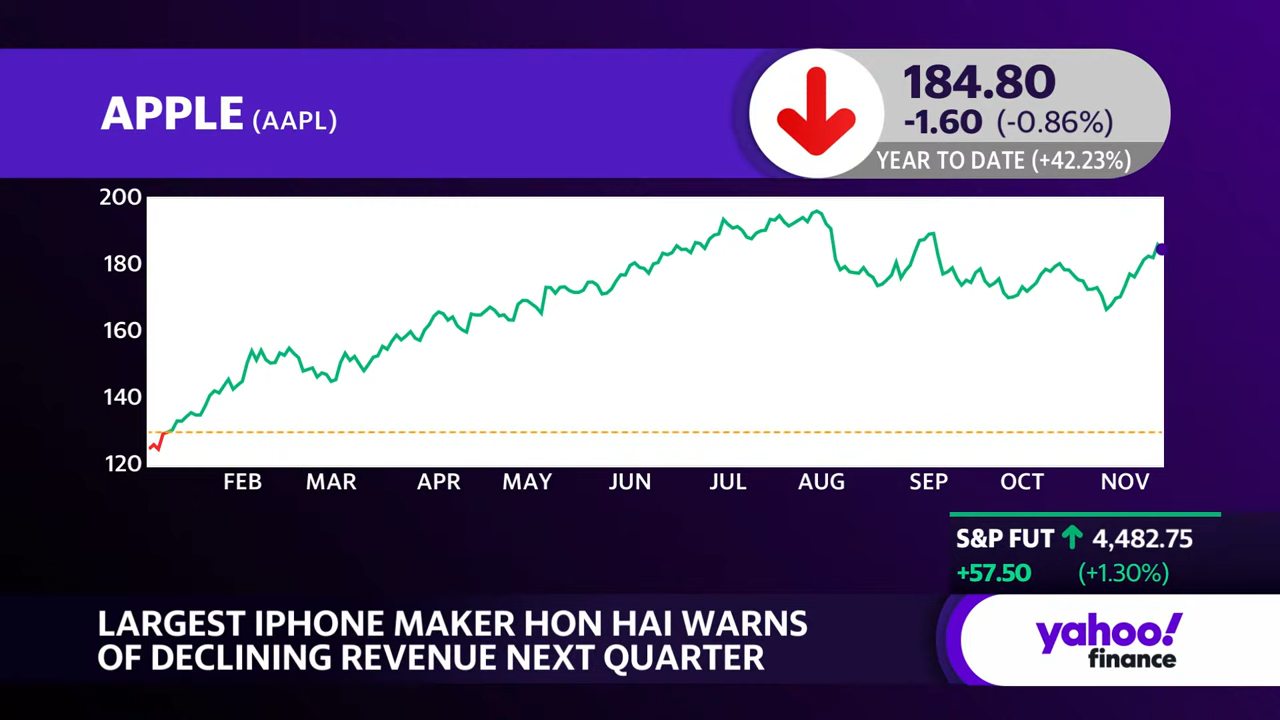 APPLE (AAPL)
184.80
-1.60 (-0.86%)
YEAR TO DATE (+42.23%)
200
180
160
140
120
FEB MAR APR MAY JUN JUL AUG SEP OCT NOV
S&P FUT 4,482.75
+57.50 (+1.30%)
LARGEST IPHONE MAKER HON HAI WARNS
OF DECLINING REVENUE NEXT QUARTER
yahoo!
finance